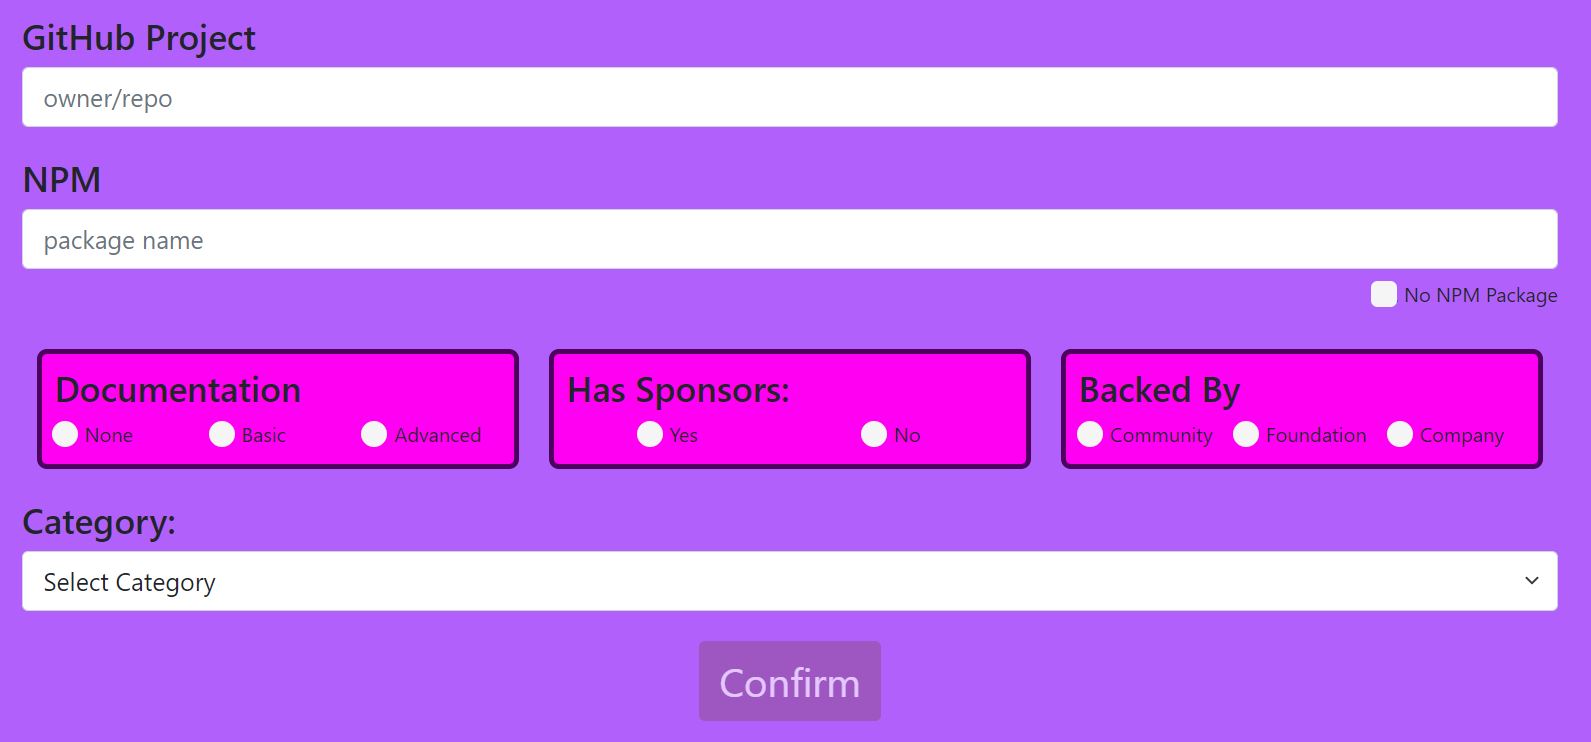 GitHub Project
owner/repo
NPM
package name
No NPM Package
Documentation
None Basic Advanced
Has Sponsors:
Yes No
Backed By
Community Foundation Company
Category:
Select Category
Confirm